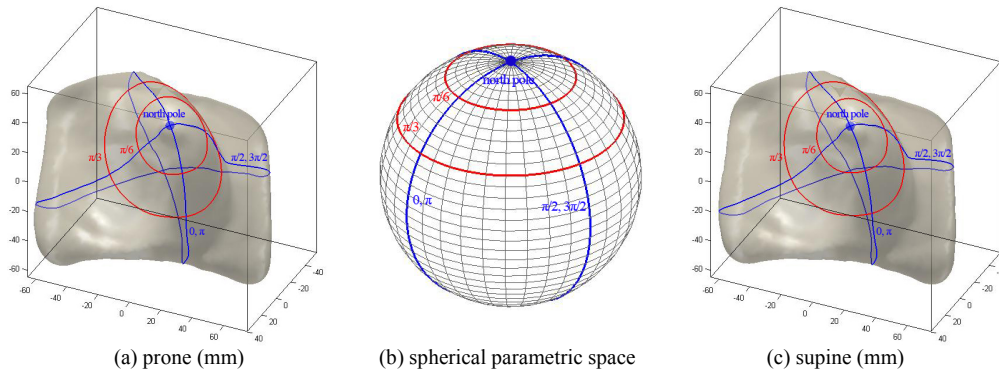 60
40
20
0
-20
-40
-60
-60
-40
-20
0
20
40
60
40
20
0
-20
-40
north pole
π/3
π/6
π/2, 3π/2
0, π
north pole
π/6
π/3
0, π
π/2, 3π/2
60
40
20
0
-20
-40
-60
-60
-40
-20
0
20
40
60
40
20
0
-20
-40
north pole
π/3
π/6
π/2, 3π/2
0, π
(a) prone (mm)
(b) spherical parametric space
(c) supine (mm)